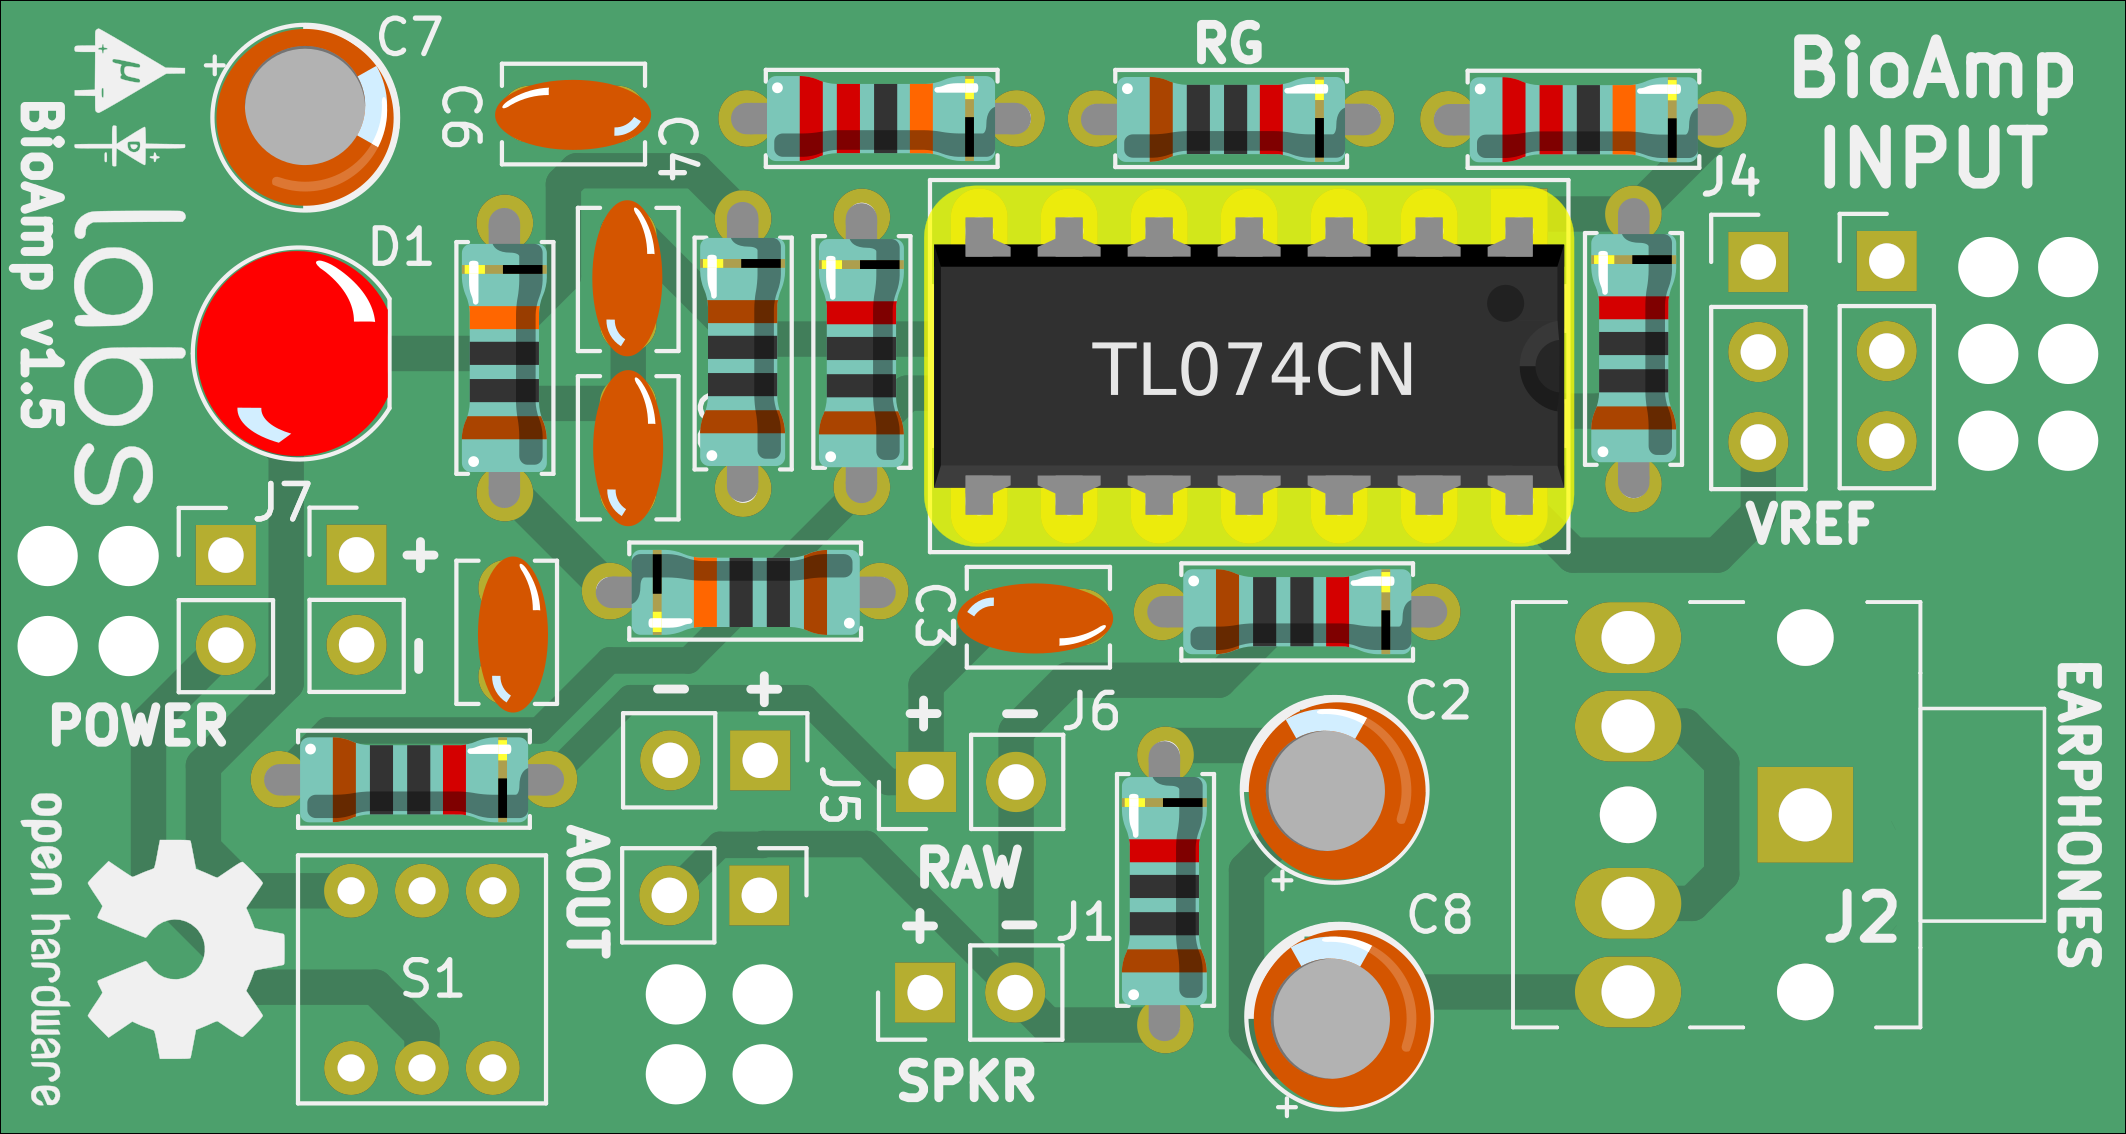 C7
RG
BioAmp
INPUT
C6
C4
J4
BioAmp v1.5
labs
µ
D
D1
TL074CN
J7
+
-
POWER
VREF
C3
- +
+ -
J6
C2
J5
AOUT
RAW
+ -
J1
C8
EARPHONES
J2
open hardware
S1
SPKR